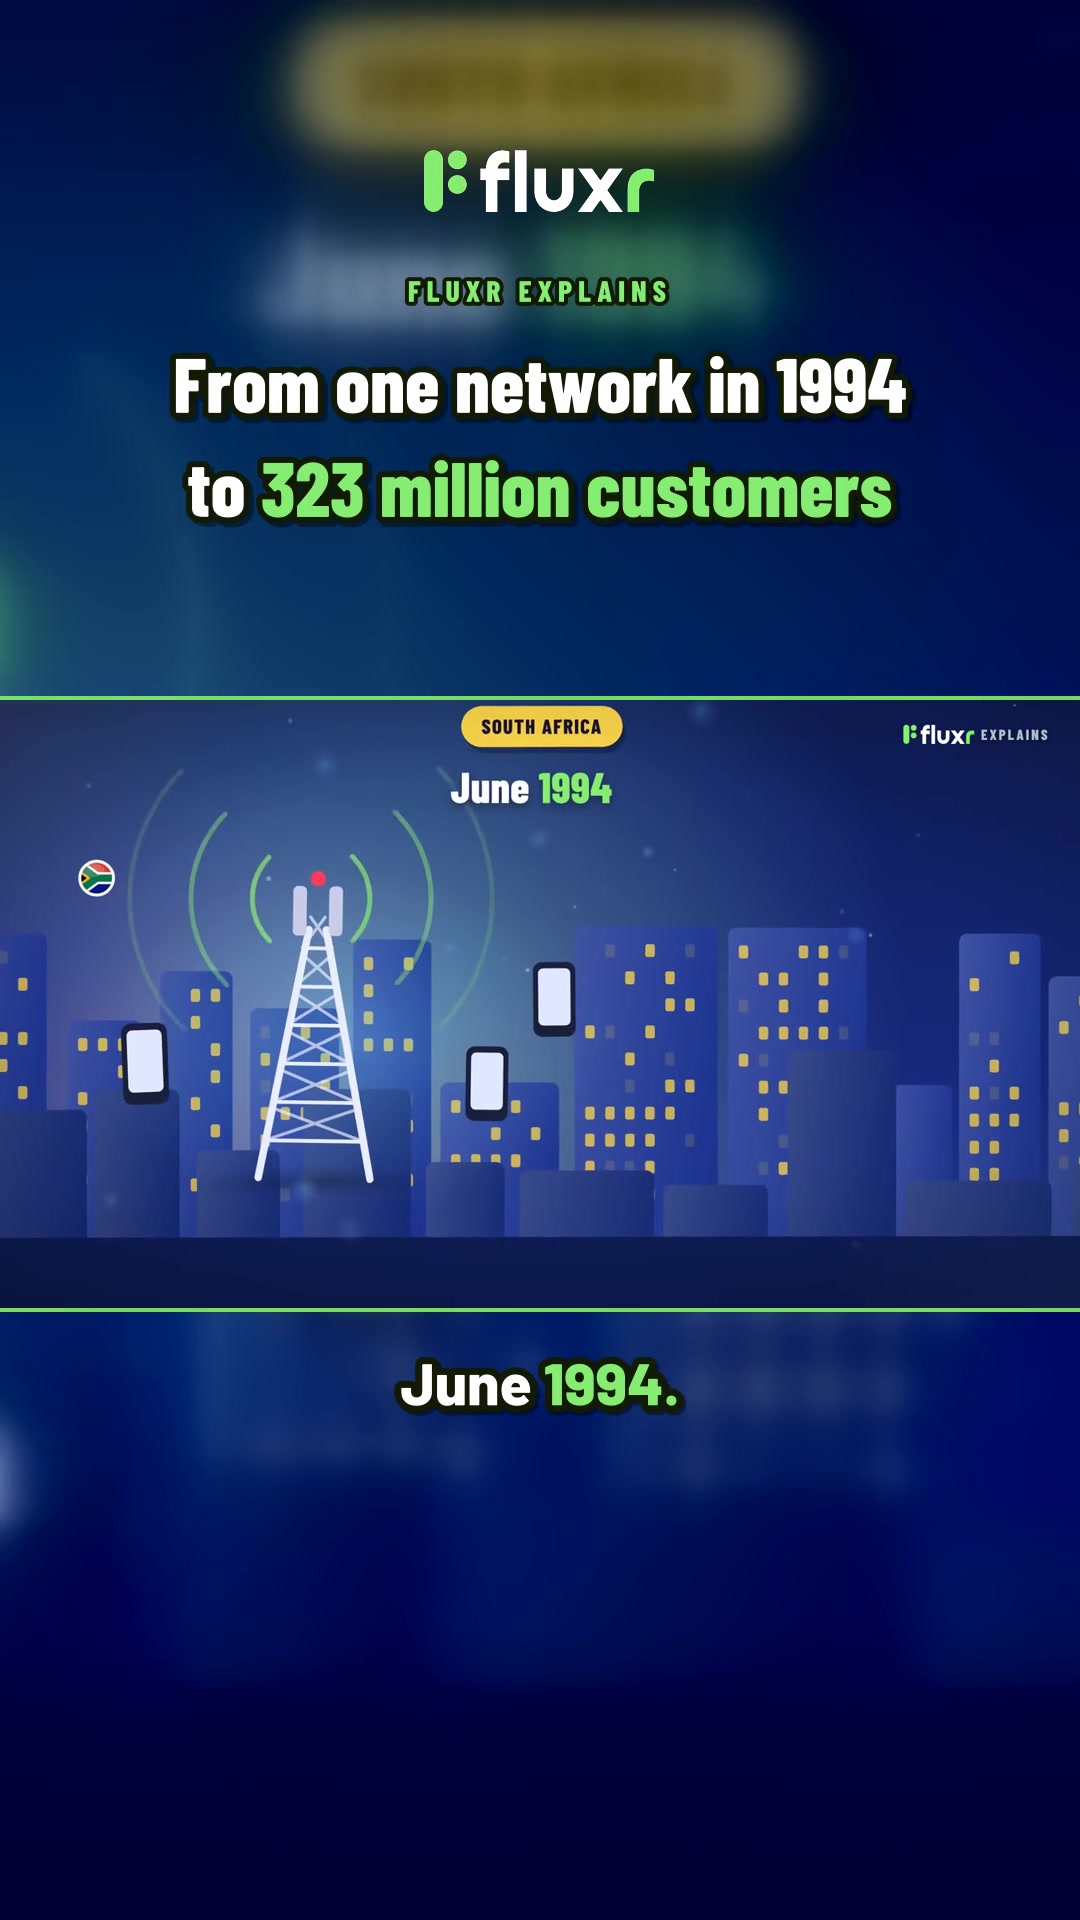 fluxr
FLUXR EXPLAINS
From one network in 1994
to 323 million customers
SOUTH AFRICA
fluxr EXPLAINS
June 1994
June 1994.